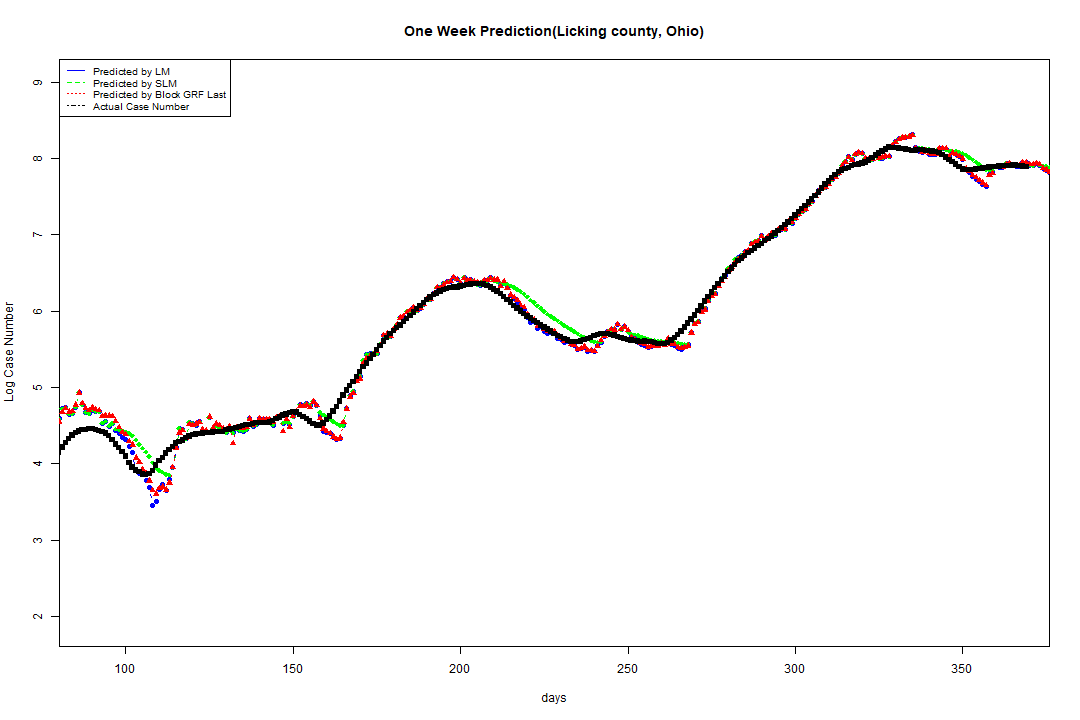 One Week Prediction(Licking county, Ohio)
Predicted by LM
Predicted by SLM
Predicted by Block GRF Last
Actual Case Number
9
8
7
6
5
4
3
2
Log Case Number
100 150 200 250 300 350
days